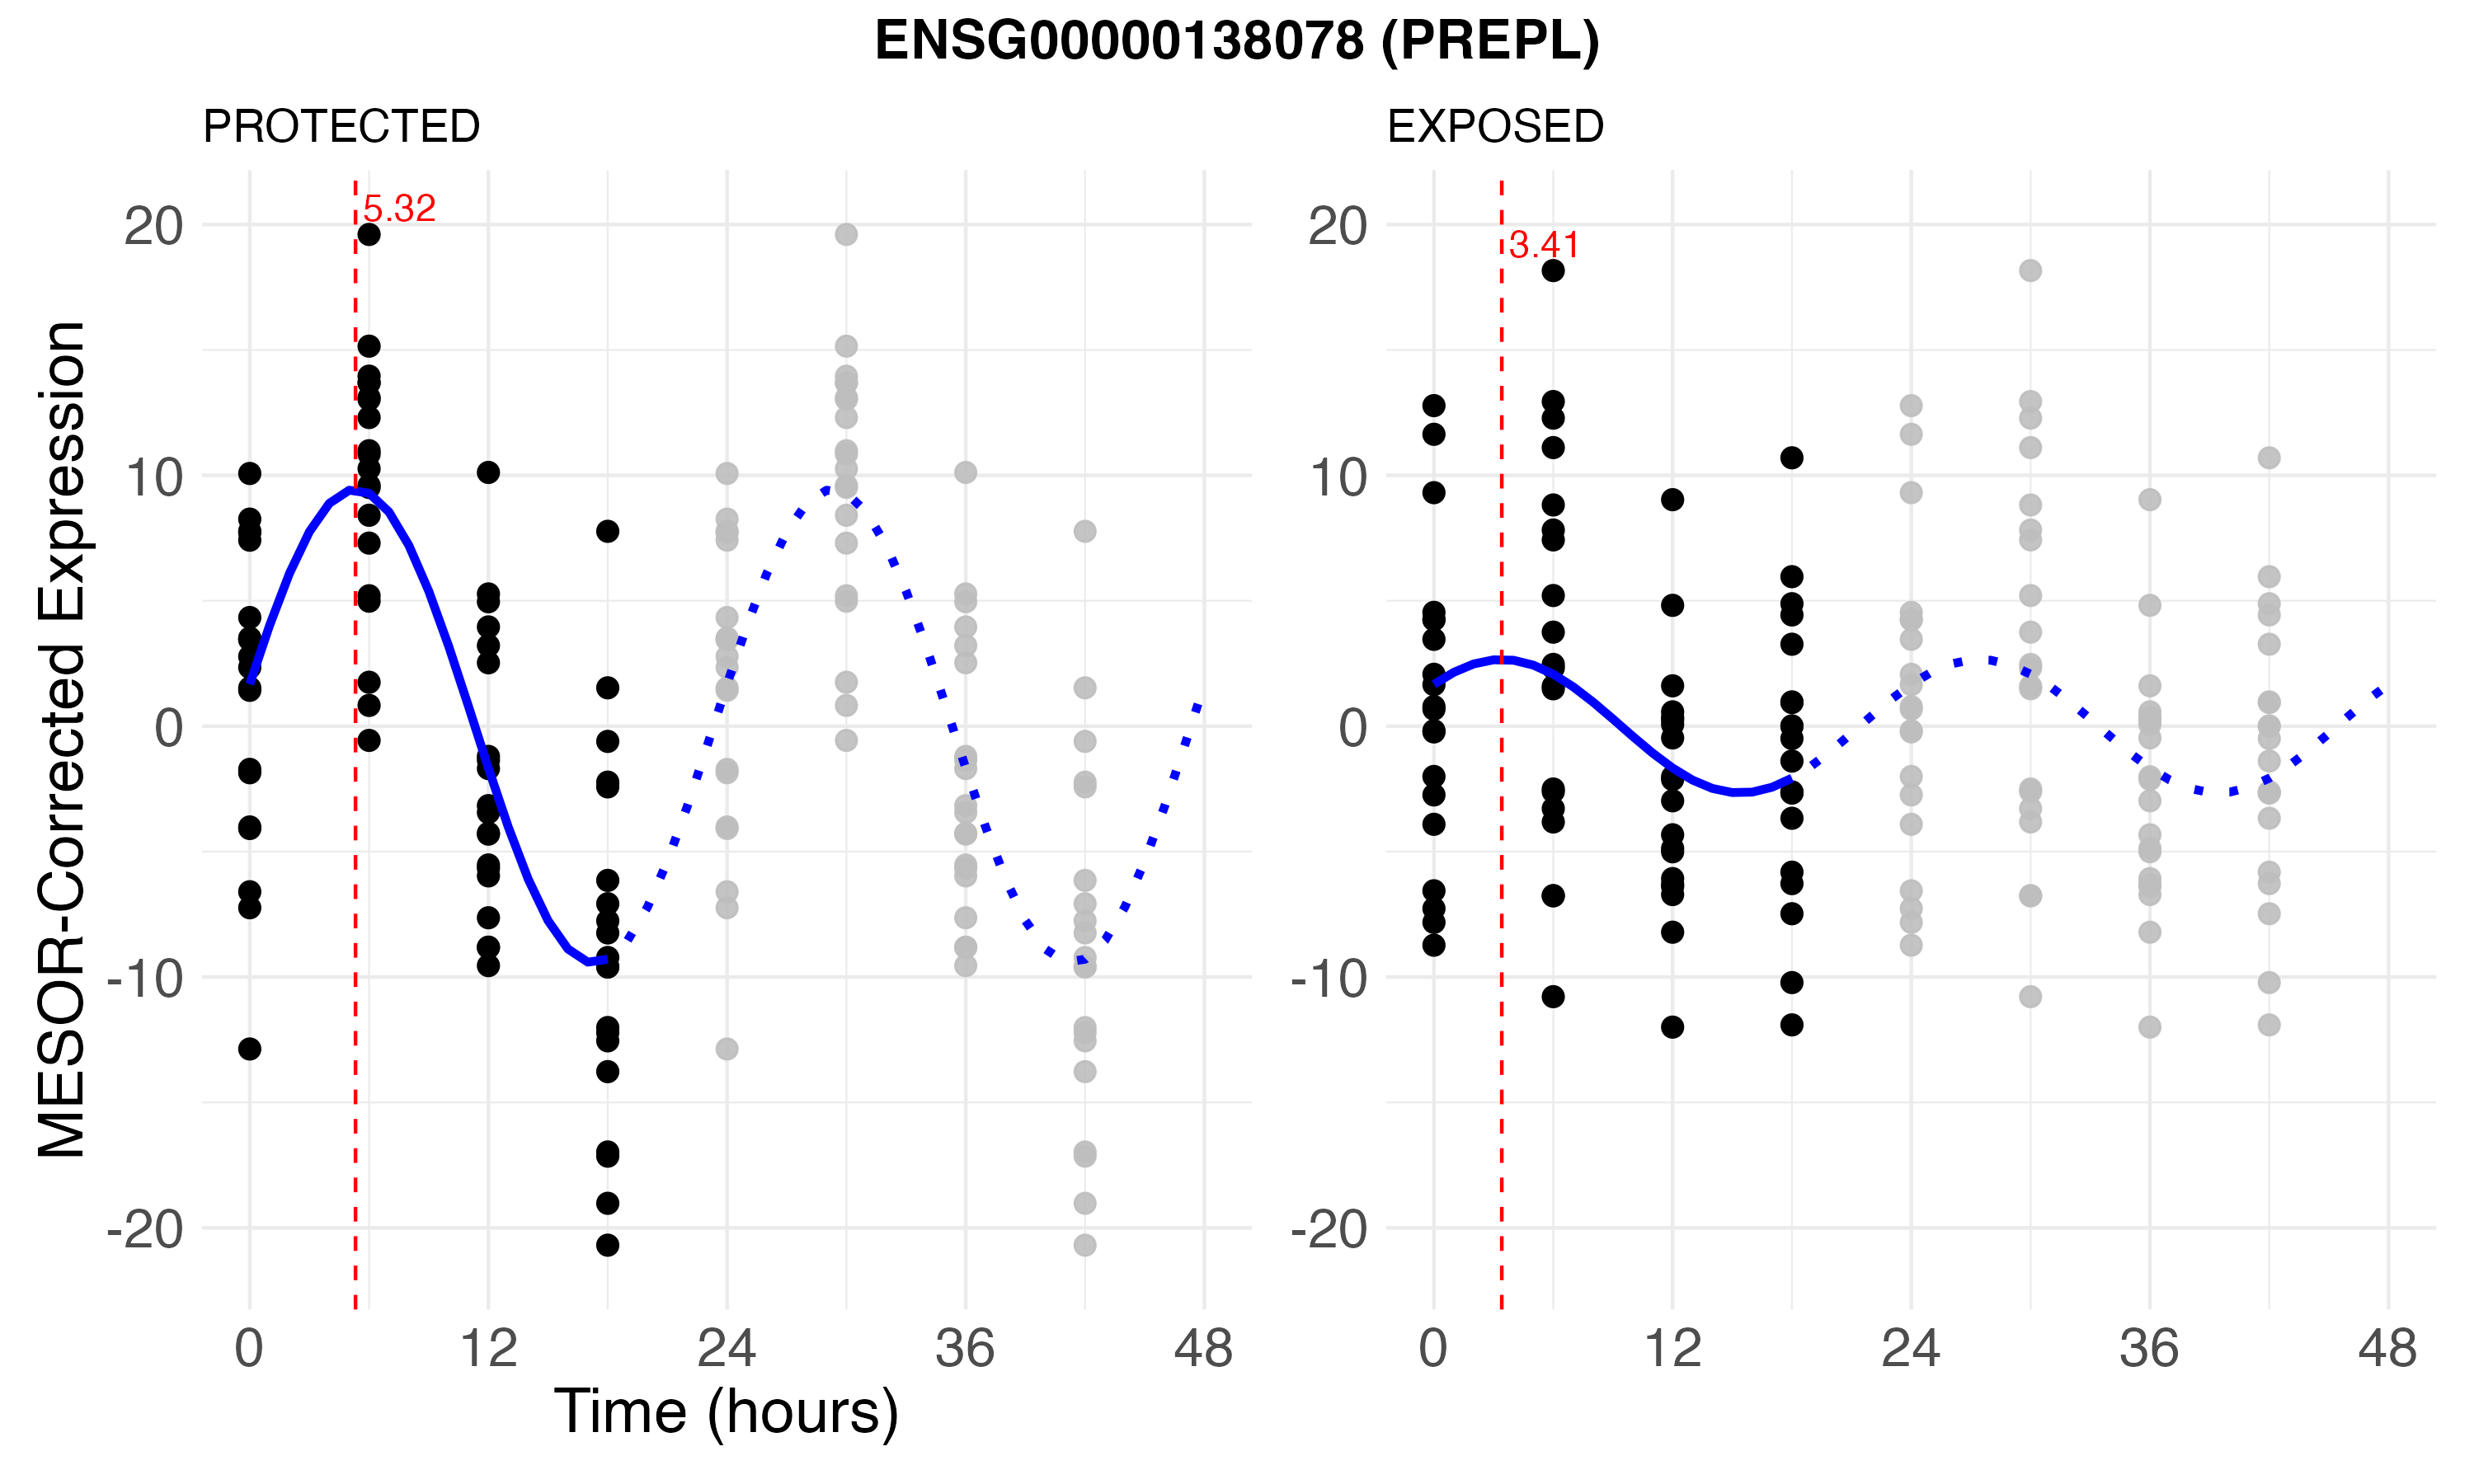 ENSG00000138078 (PREPL)
PROTECTED
EXPOSED
MESOR-Corrected Expression
20
10
0
-10
-20
5.32
0 12 24 36 48
20
10
0
-10
-20
3.41
0 12 24 36 48
Time (hours)